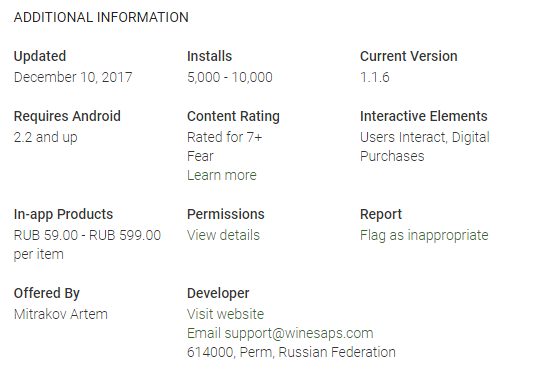 ADDITIONAL INFORMATION
Updated
December 10, 2017
Installs
5,000 - 10,000
Current Version
1.1.6
Requires Android
2.2 and up
Content Rating
Rated for 7+
Fear
Learn more
Interactive Elements
Users Interact, Digital
Purchases
In-app Products
RUB 59.00 - RUB 599.00
per item
Permissions
View details
Report
Flag as inappropriate
Offered By
Mitrakov Artem
Developer
Visit website
Email support@winesaps.com
614000, Perm, Russian Federation